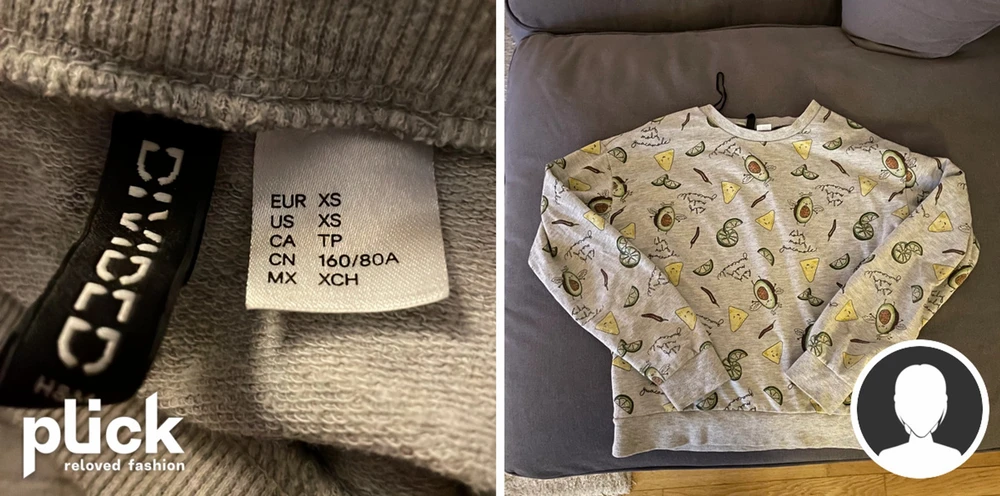 DIVIDED
H&M
EUR XS
US XS
CA TP
CN 160/80A
MX XCH
plick
reloved fashion